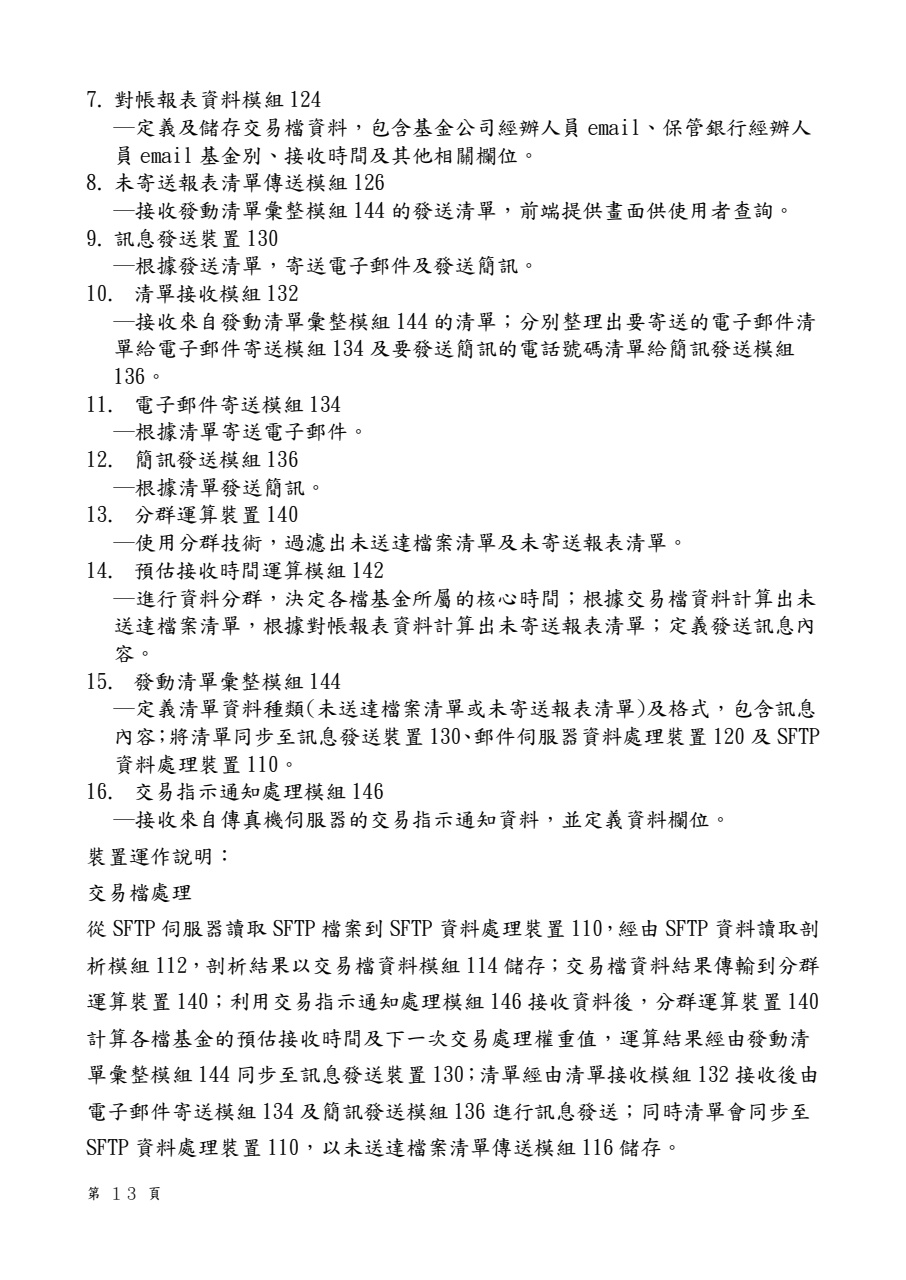 7. 對帳報表資料模組 124
—定義及儲存交易檔資料，包含基金公司經辦人員 email、保管銀行經辦人
員 email 基金別、接收時間及其他相關欄位。
8. 未寄送報表清單傳送模組 126
—接收發動清單彙整模組 144 的發送清單，前端提供畫面供使用者查詢。
9. 訊息發送裝置 130
—根據發送清單，寄送電子郵件及發送簡訊。
10. 清單接收模組 132
—接收來自發動清單彙整模組 144 的清單；分別整理出要寄送的電子郵件清
單給電子郵件寄送模組 134 及要發送簡訊的電話號碼清單給簡訊發送模組
136。
11. 電子郵件寄送模組 134
—根據清單寄送電子郵件。
12. 簡訊發送模組 136
—根據清單發送簡訊。
13. 分群運算裝置 140
—使用分群技術，過濾出未送達檔案清單及未寄送報表清單。
14. 預估接收時間運算模組 142
—進行資料分群，決定各檔基金所屬的核心時間；根據交易檔資料計算出未
送達檔案清單，根據對帳報表資料計算出未寄送報表清單；定義發送訊息內
容。
15. 發動清單彙整模組 144
—定義清單資料種類(未送達檔案清單或未寄送報表清單)及格式，包含訊息
內容；將清單同步至訊息發送裝置 130、郵件伺服器資料處理裝置 120 及 SFTP
資料處理裝置 110。
16. 交易指示通知處理模組 146
—接收來自傳真機伺服器的交易指示通知資料，並定義資料欄位。
裝置運作說明：
交易檔處理
從 SFTP 伺服器讀取 SFTP 檔案到 SFTP 資料處理裝置 110，經由 SFTP 資料讀取剖
析模組 112，剖析結果以交易檔資料模組 114 儲存；交易檔資料結果傳輸到分群
運算裝置 140；利用交易指示通知處理模組 146 接收資料後，分群運算裝置 140
計算各檔基金的預估接收時間及下一次交易處理權重值，運算結果經由發動清
單彙整模組 144 同步至訊息發送裝置 130；清單經由清單接收模組 132 接收後由
電子郵件寄送模組 134 及簡訊發送模組 136 進行訊息發送；同時清單會同步至
SFTP 資料處理裝置 110，以未送達檔案清單傳送模組 116 儲存。
第 13 頁